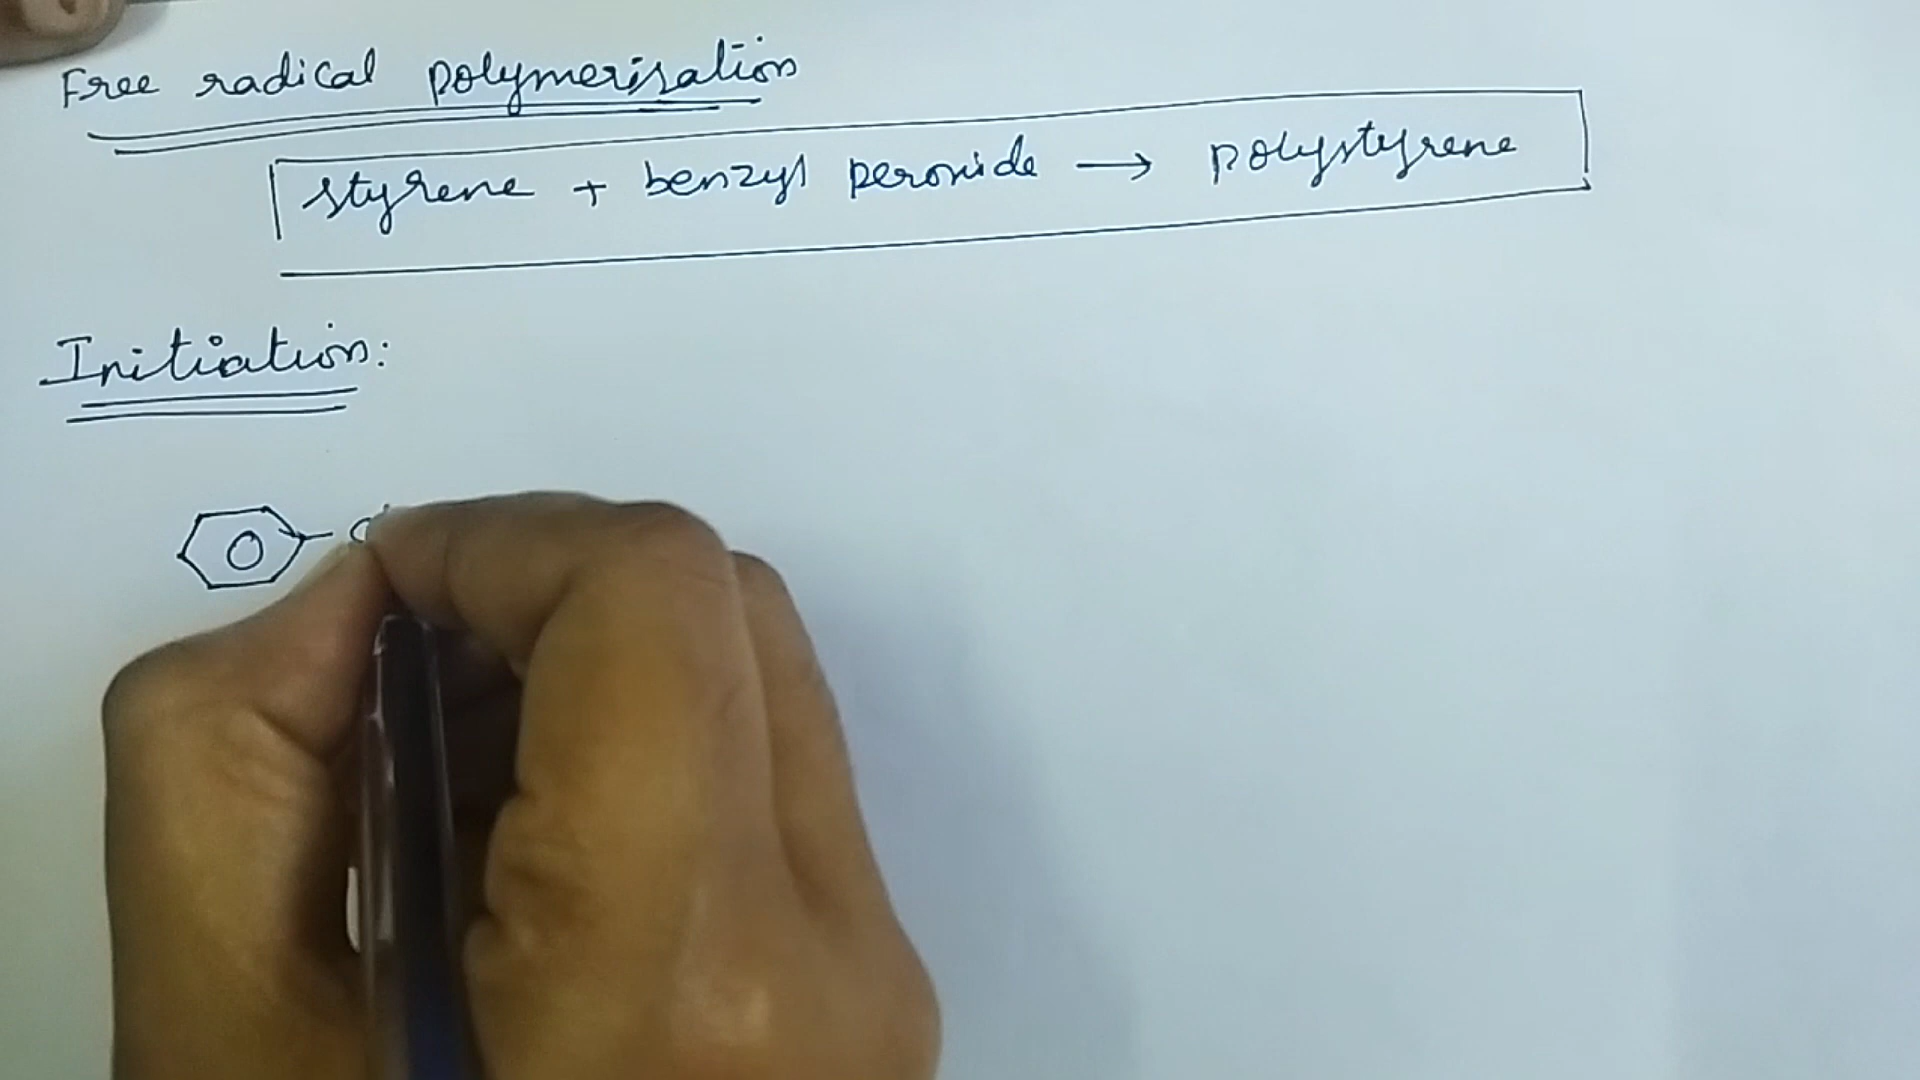 Free radical polymerisation
styrene + benzyl peroxide → polystyrene
Initiation: